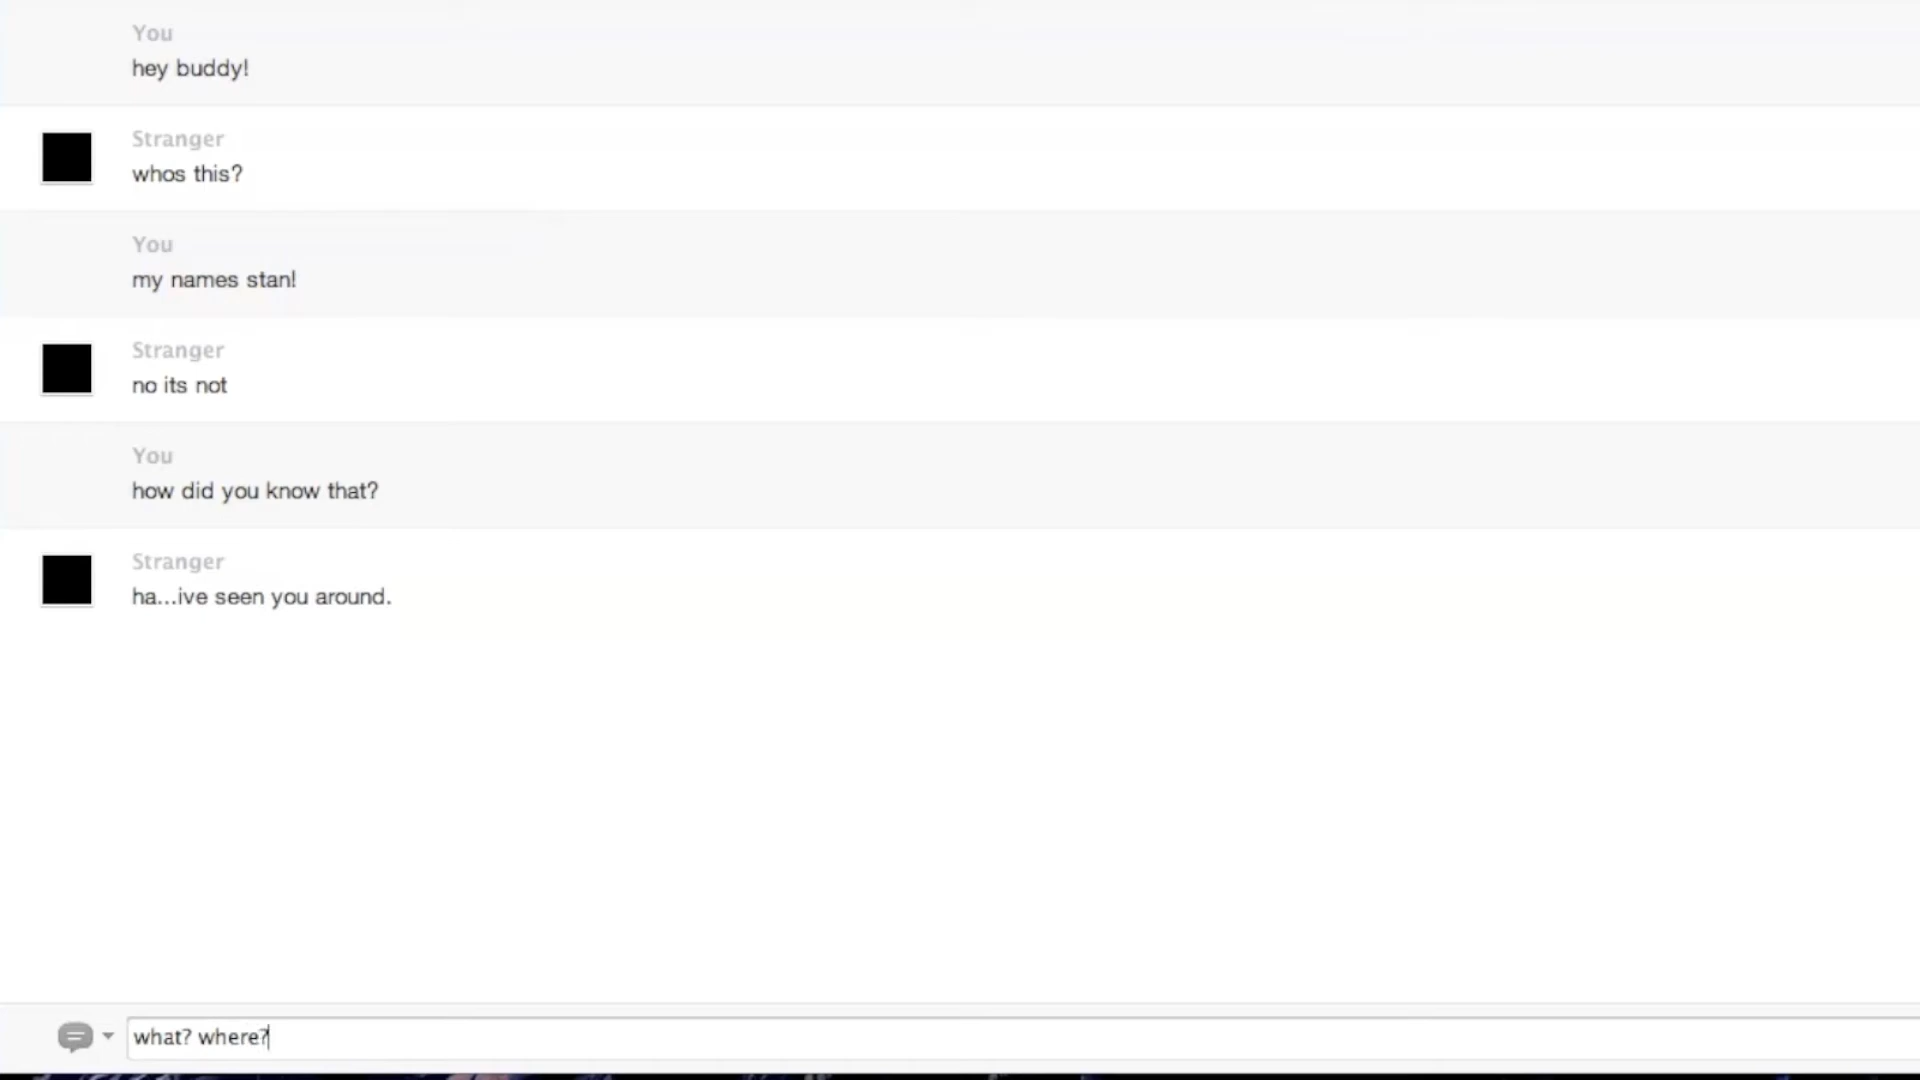 You
hey buddy!
Stranger
whos this?
You
my names stan!
Stranger
no its not
You
how did you know that?
Stranger
ha...ive seen you around.
what? where?